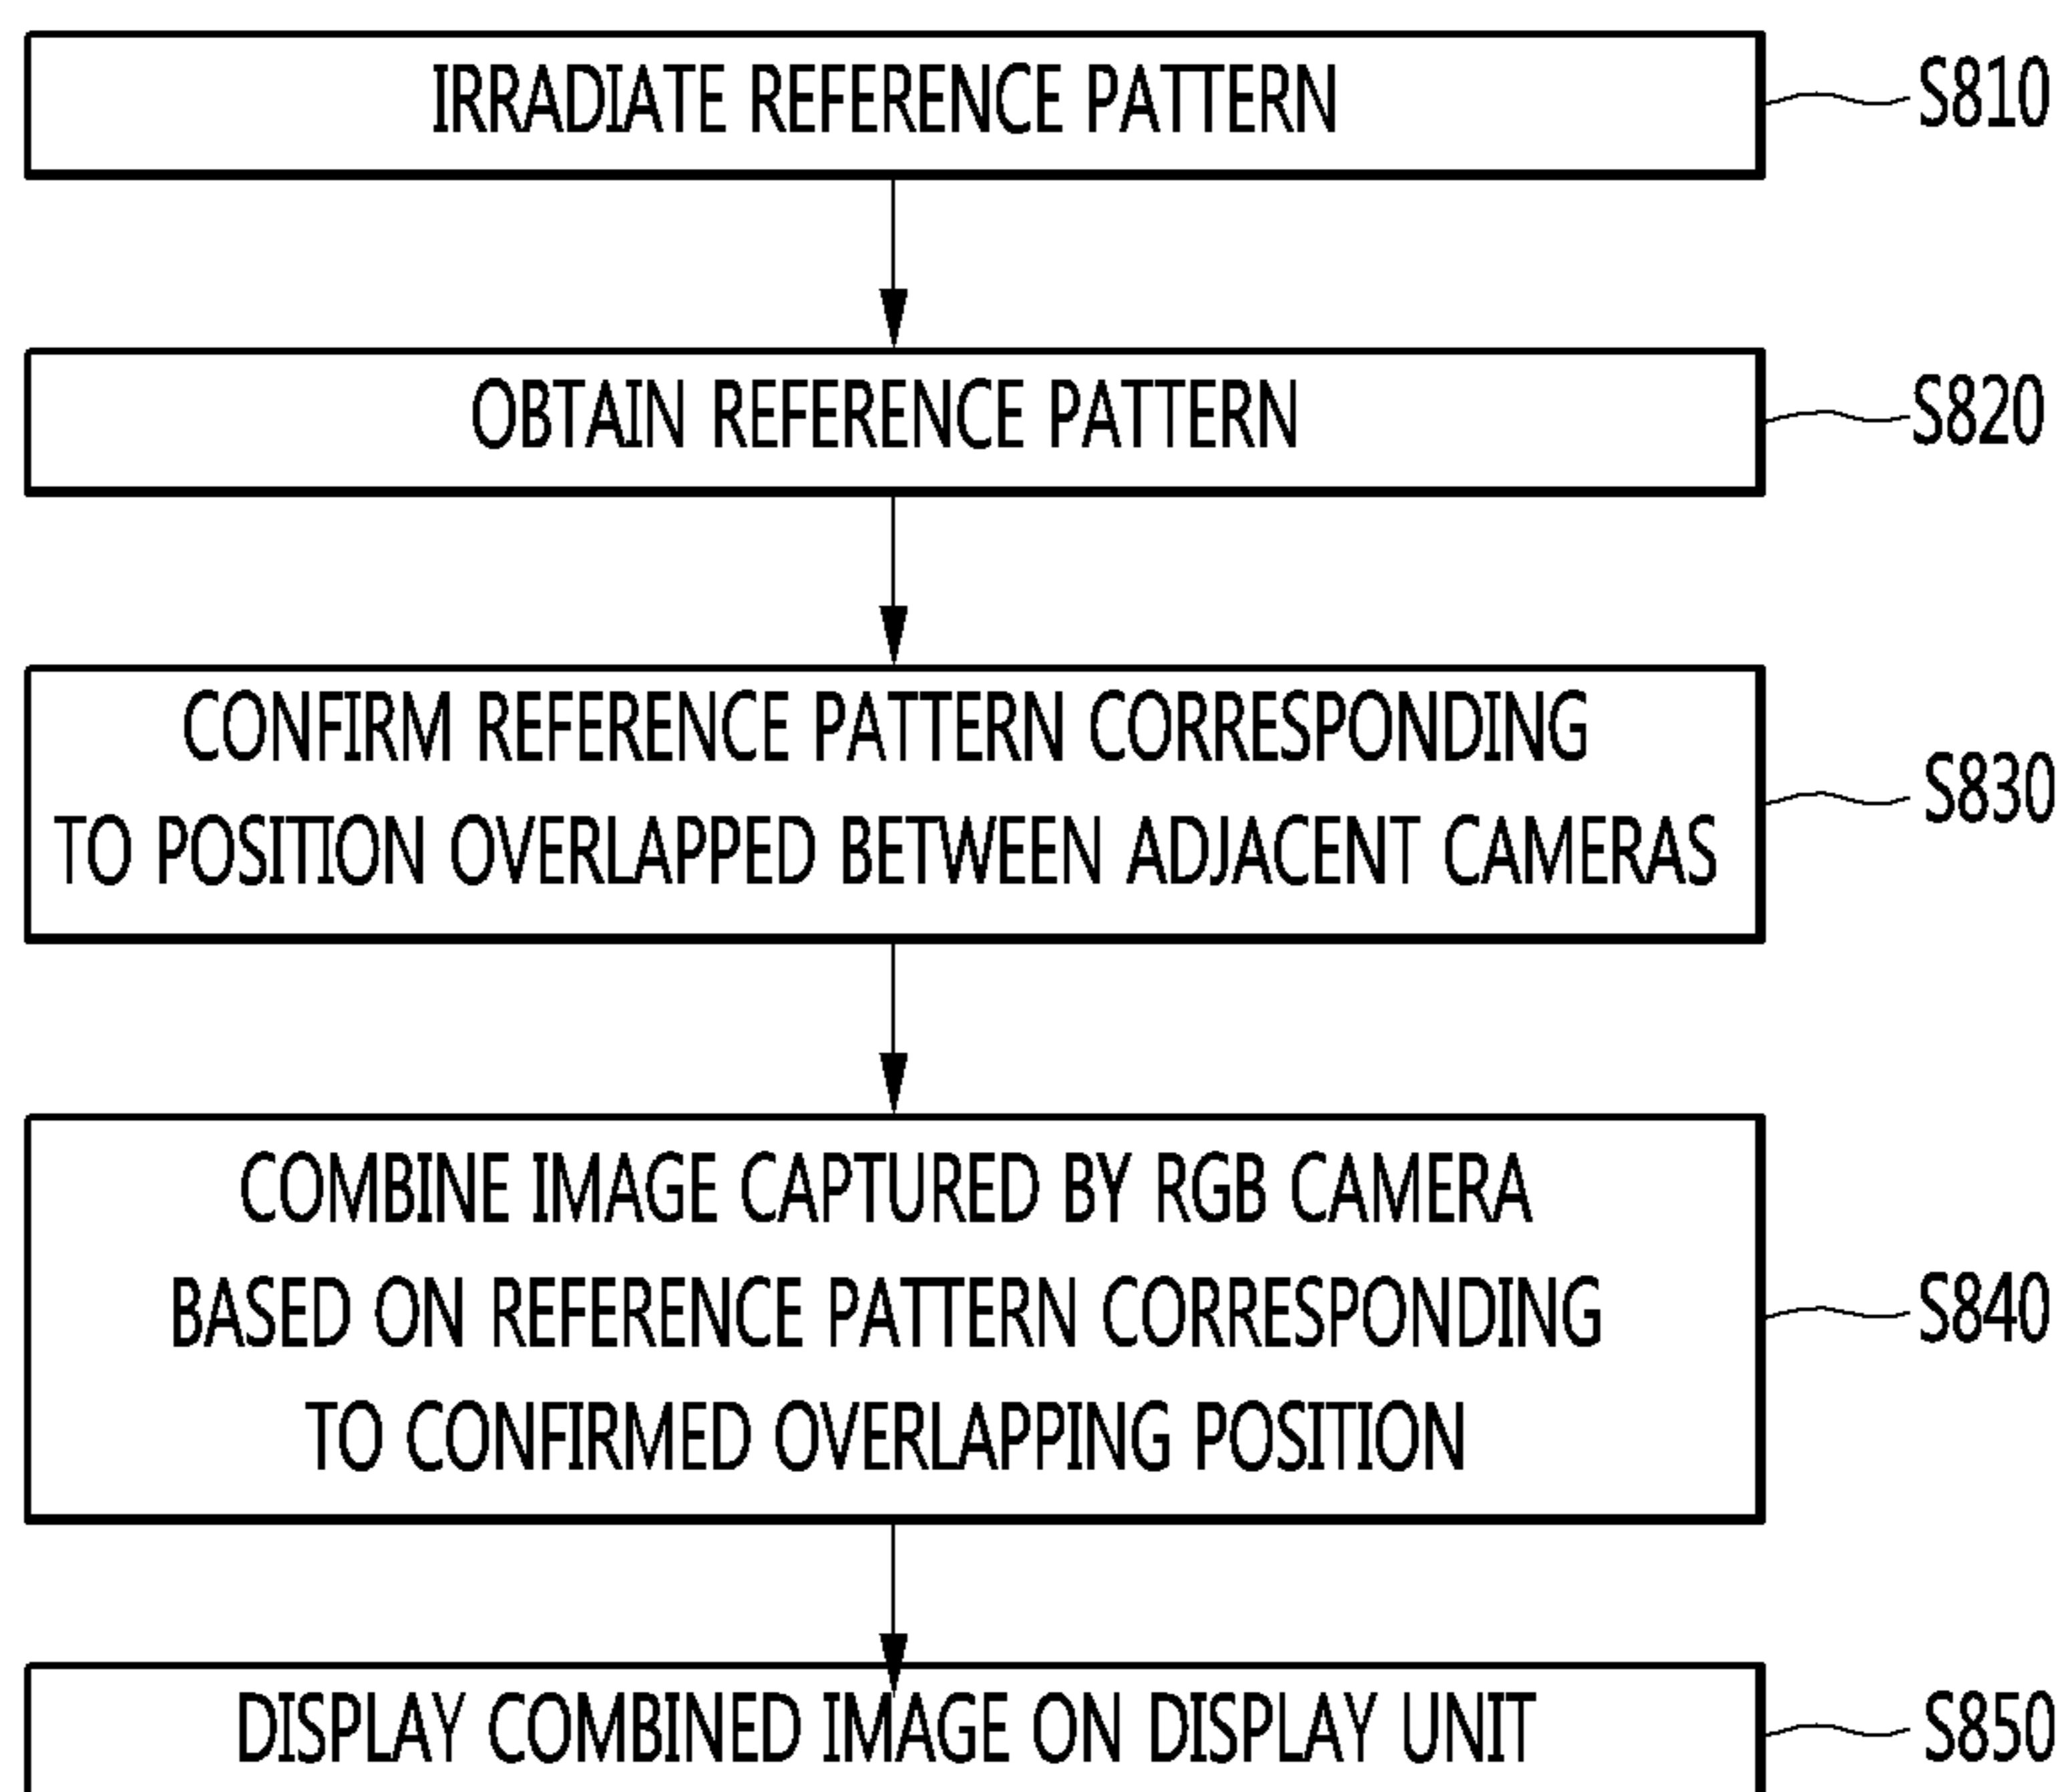 IRRADIATE REFERENCE PATTERN
S810
OBTAIN REFERENCE PATTERN
S820
CONFIRM REFERENCE PATTERN CORRESPONDING
TO POSITION OVERLAPPED BETWEEN ADJACENT CAMERAS
S830
COMBINE IMAGE CAPTURED BY RGB CAMERA
BASED ON REFERENCE PATTERN CORRESPONDING
TO CONFIRMED OVERLAPPING POSITION
S840
DISPLAY COMBINED IMAGE ON DISPLAY UNIT
S850